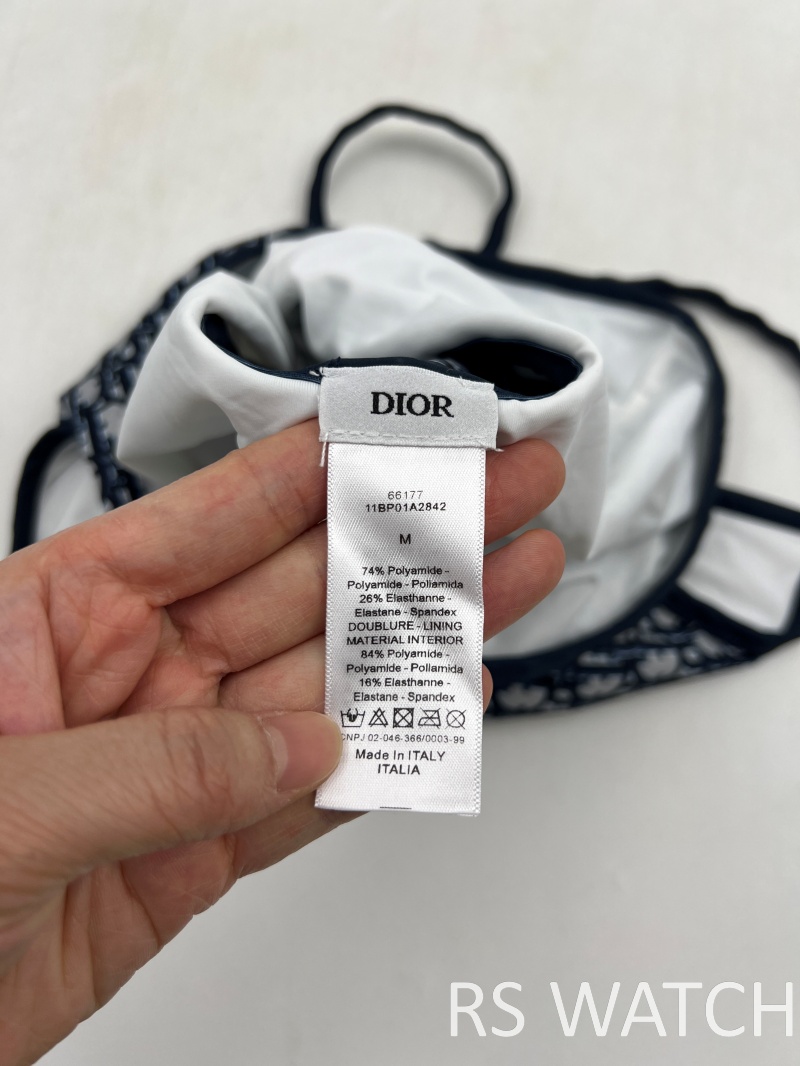 DIOR
66177
11BP01A2842
M
74% Polyamide -
Polyamide - Poliamida
26% Elasthanne -
Elastane - Spandex
DOUBLURE - LINING
MATERIAL INTERIOR
84% Polyamide -
Polyamide - Poliamida
16% Elasthanne -
Elastane - Spandex
CNPJ 02-046-366/0003-99
Made In ITALY
ITALIA
RS WATCH